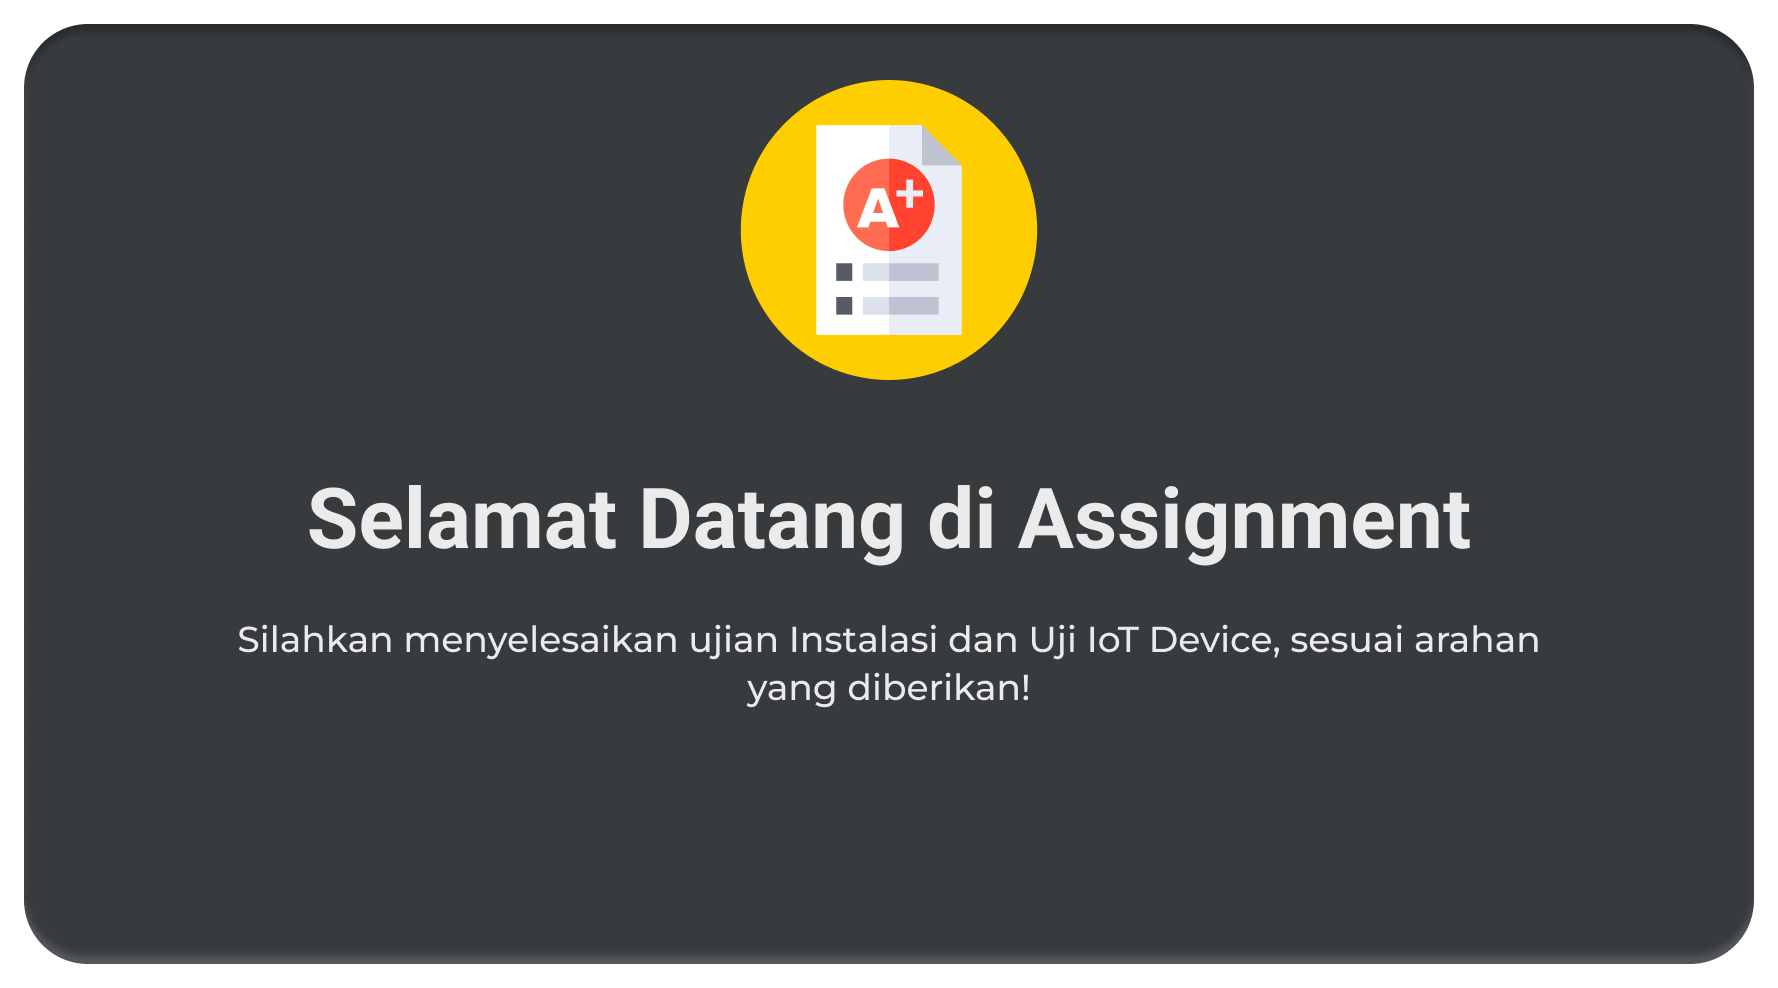 A+
Selamat Datang di Assignment
Silahkan menyelesaikan ujian Instalasi dan Uji IoT Device, sesuai arahan
yang diberikan!